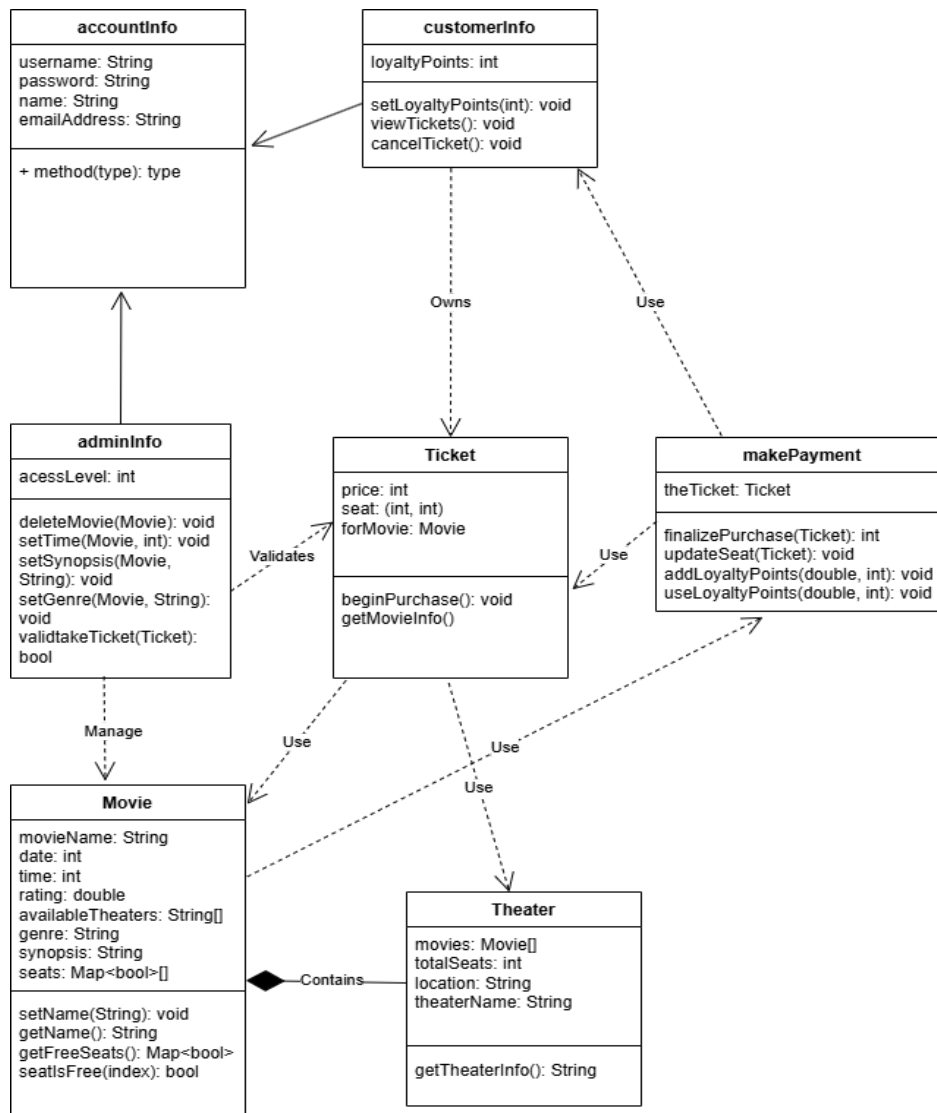 accountInfo
username: String
password: String
name: String
emailAddress: String
+ method(type): type
customerInfo
loyaltyPoints: int
setLoyaltyPoints(int): void
viewTickets(): void
cancelTicket(): void
Owns
Use
adminInfo
acessLevel: int
deleteMovie(Movie): void
setTime(Movie, int): void
setSynopsis(Movie,
String): void
setGenre(Movie, String):
void
validtakeTicket(Ticket):
bool
Validates
Ticket
price: int
seat: (int, int)
forMovie: Movie
beginPurchase(): void
getMovieInfo()
Use
makePayment
theTicket: Ticket
finalizePurchase(Ticket): int
updateSeat(Ticket): void
addLoyaltyPoints(double, int): void
useLoyaltyPoints(double, int): void
Manage
Use
Use
Use
Movie
movieName: String
date: int
time: int
rating: double
availableTheaters: String[]
genre: String
synopsis: String
seats: Map<bool>[]
setName(String): void
getName(): String
getFreeSeats(): Map<bool>
seatIsFree(index): bool
Contains
Theater
movies: Movie[]
totalSeats: int
location: String
theaterName: String
getTheaterInfo(): String